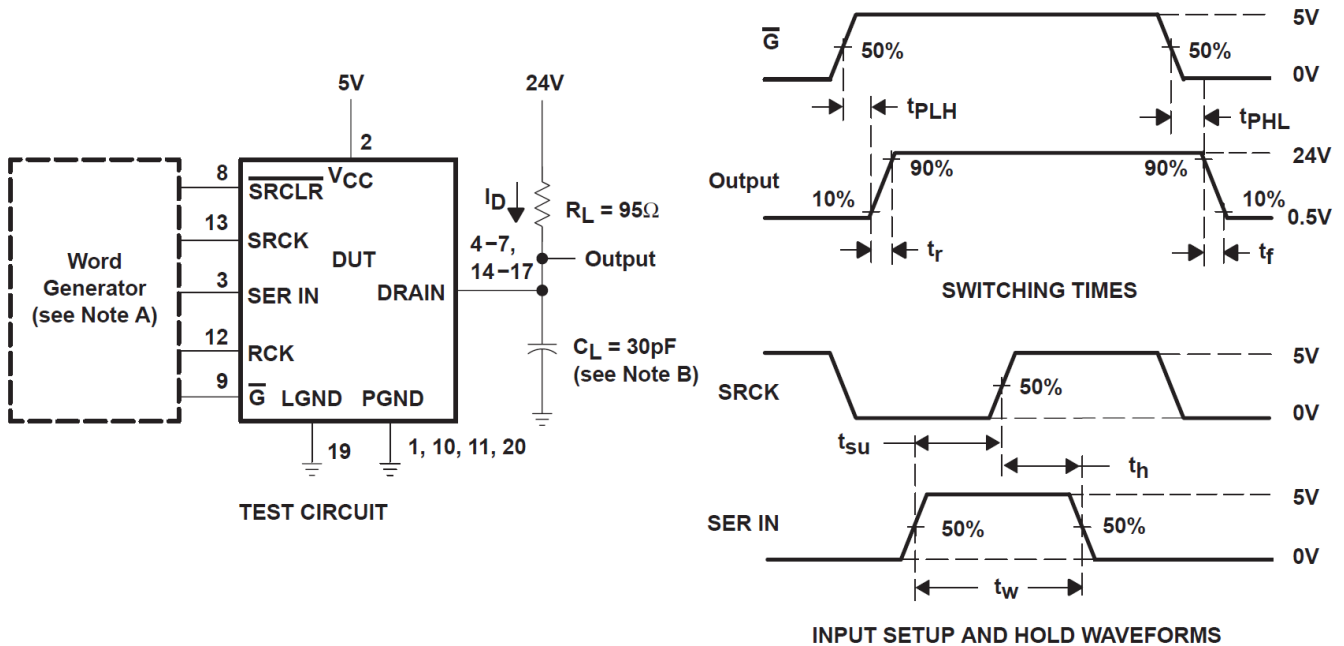 5V
24V
2
8
SRCLR
VCC
13
SRCK
DUT
3
SER IN
DRAIN
12
RCK
9
G
LGND
PGND
19
1, 10, 11, 20
Word
Generator
(see Note A)
ID
RL = 95Ω
4−7,
14−17
Output
CL = 30pF
(see Note B)
TEST CIRCUIT
G
50%
50%
5V
0V
tPLH
tPHL
Output
10%
90%
90%
10%
24V
0.5V
tr
tf
SWITCHING TIMES
SRCK
50%
5V
0V
tsu
th
SER IN
50%
50%
5V
0V
tw
INPUT SETUP AND HOLD WAVEFORMS